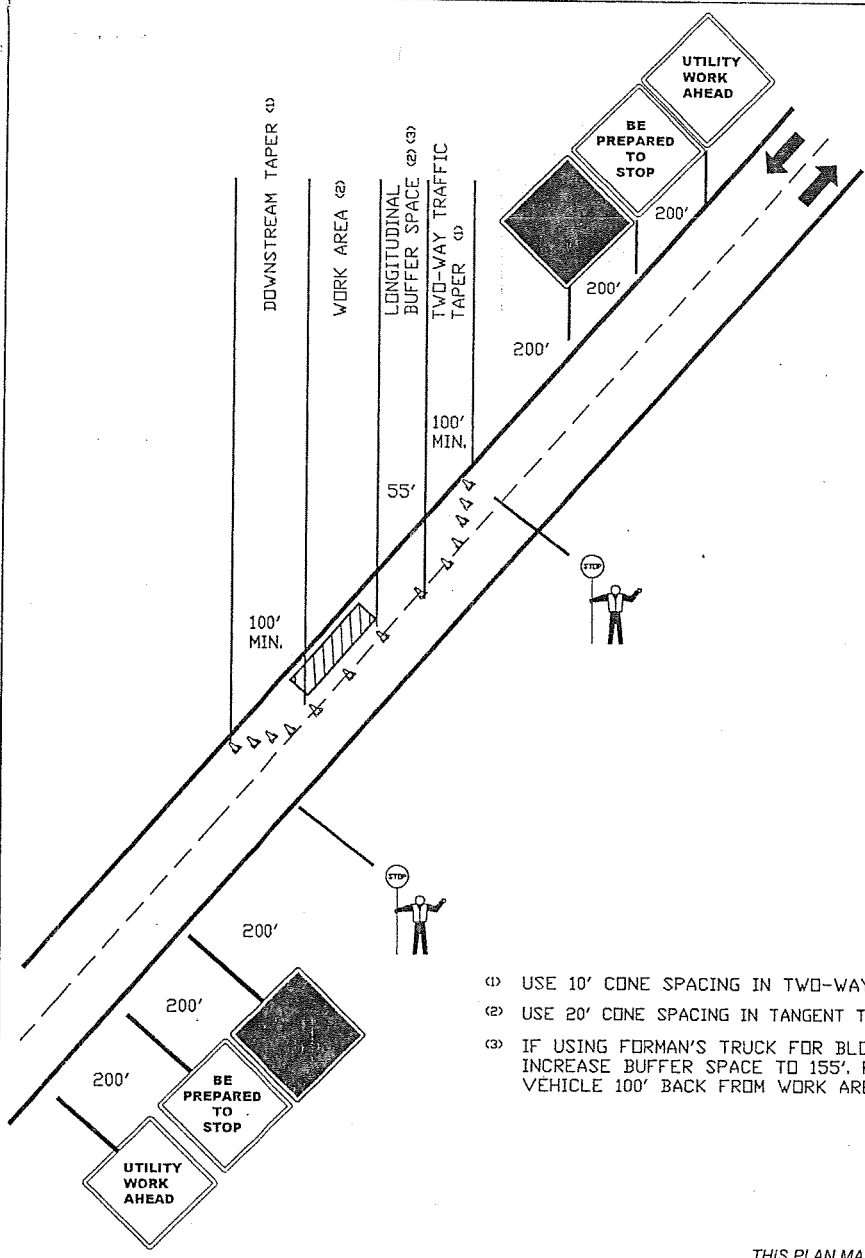 UTILITY
WORK
AHEAD
BE
PREPARED
TO
STOP
200'
200'
200'
DOWNSTREAM TAPER (1)
WORK AREA (2)
LONGITUDINAL
BUFFER SPACE (2) (3)
TWO-WAY TRAFFIC
TAPER (1)
100'
MIN.
55'
100'
MIN.
STOP
STOP
200'
200'
200'
BE
PREPARED
TO
STOP
UTILITY
WORK
AHEAD
(1) USE 10' CONE SPACING IN TWO-WAY
(2) USE 20' CONE SPACING IN TANGENT T
(3) IF USING FORMAN'S TRUCK FOR BLO
INCREASE BUFFER SPACE TO 155'.
VEHICLE 100' BACK FROM WORK ARE
THIS PLAN MA